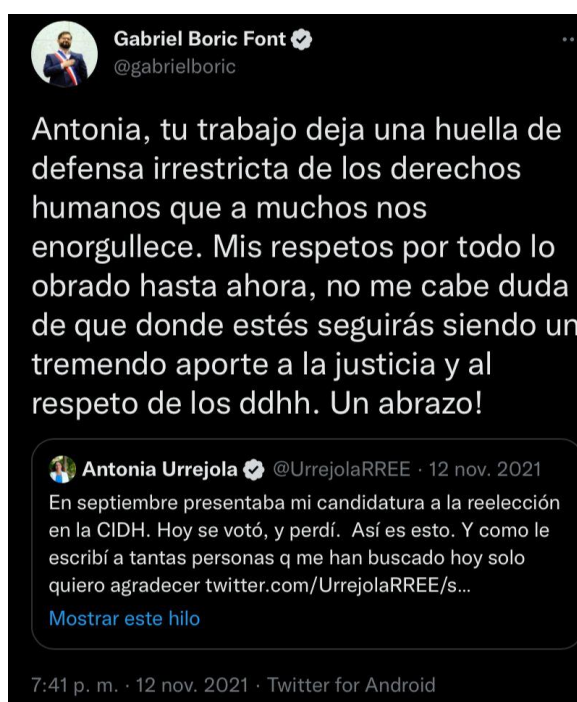 Gabriel Boric Font
@gabrielboric
Antonia, tu trabajo deja una huella de
defensa irrestricta de los derechos
humanos que a muchos nos
enorgullece. Mis respetos por todo lo
obrado hasta ahora, no me cabe duda
de que donde estés seguirás siendo un
tremendo aporte a la justicia y al
respeto de los ddhh. Un abrazo!
Antonia Urrejola @UrrejolaRREE · 12 nov. 2021
En septiembre presentaba mi candidatura a la reelección
en la CIDH. Hoy se votó, y perdí. Así es esto. Y como le
escribí a tantas personas q me han buscado hoy solo
quiero agradecer twitter.com/UrrejolaRREE/s...
Mostrar este hilo
7:41 p. m. · 12 nov. 2021 · Twitter for Android